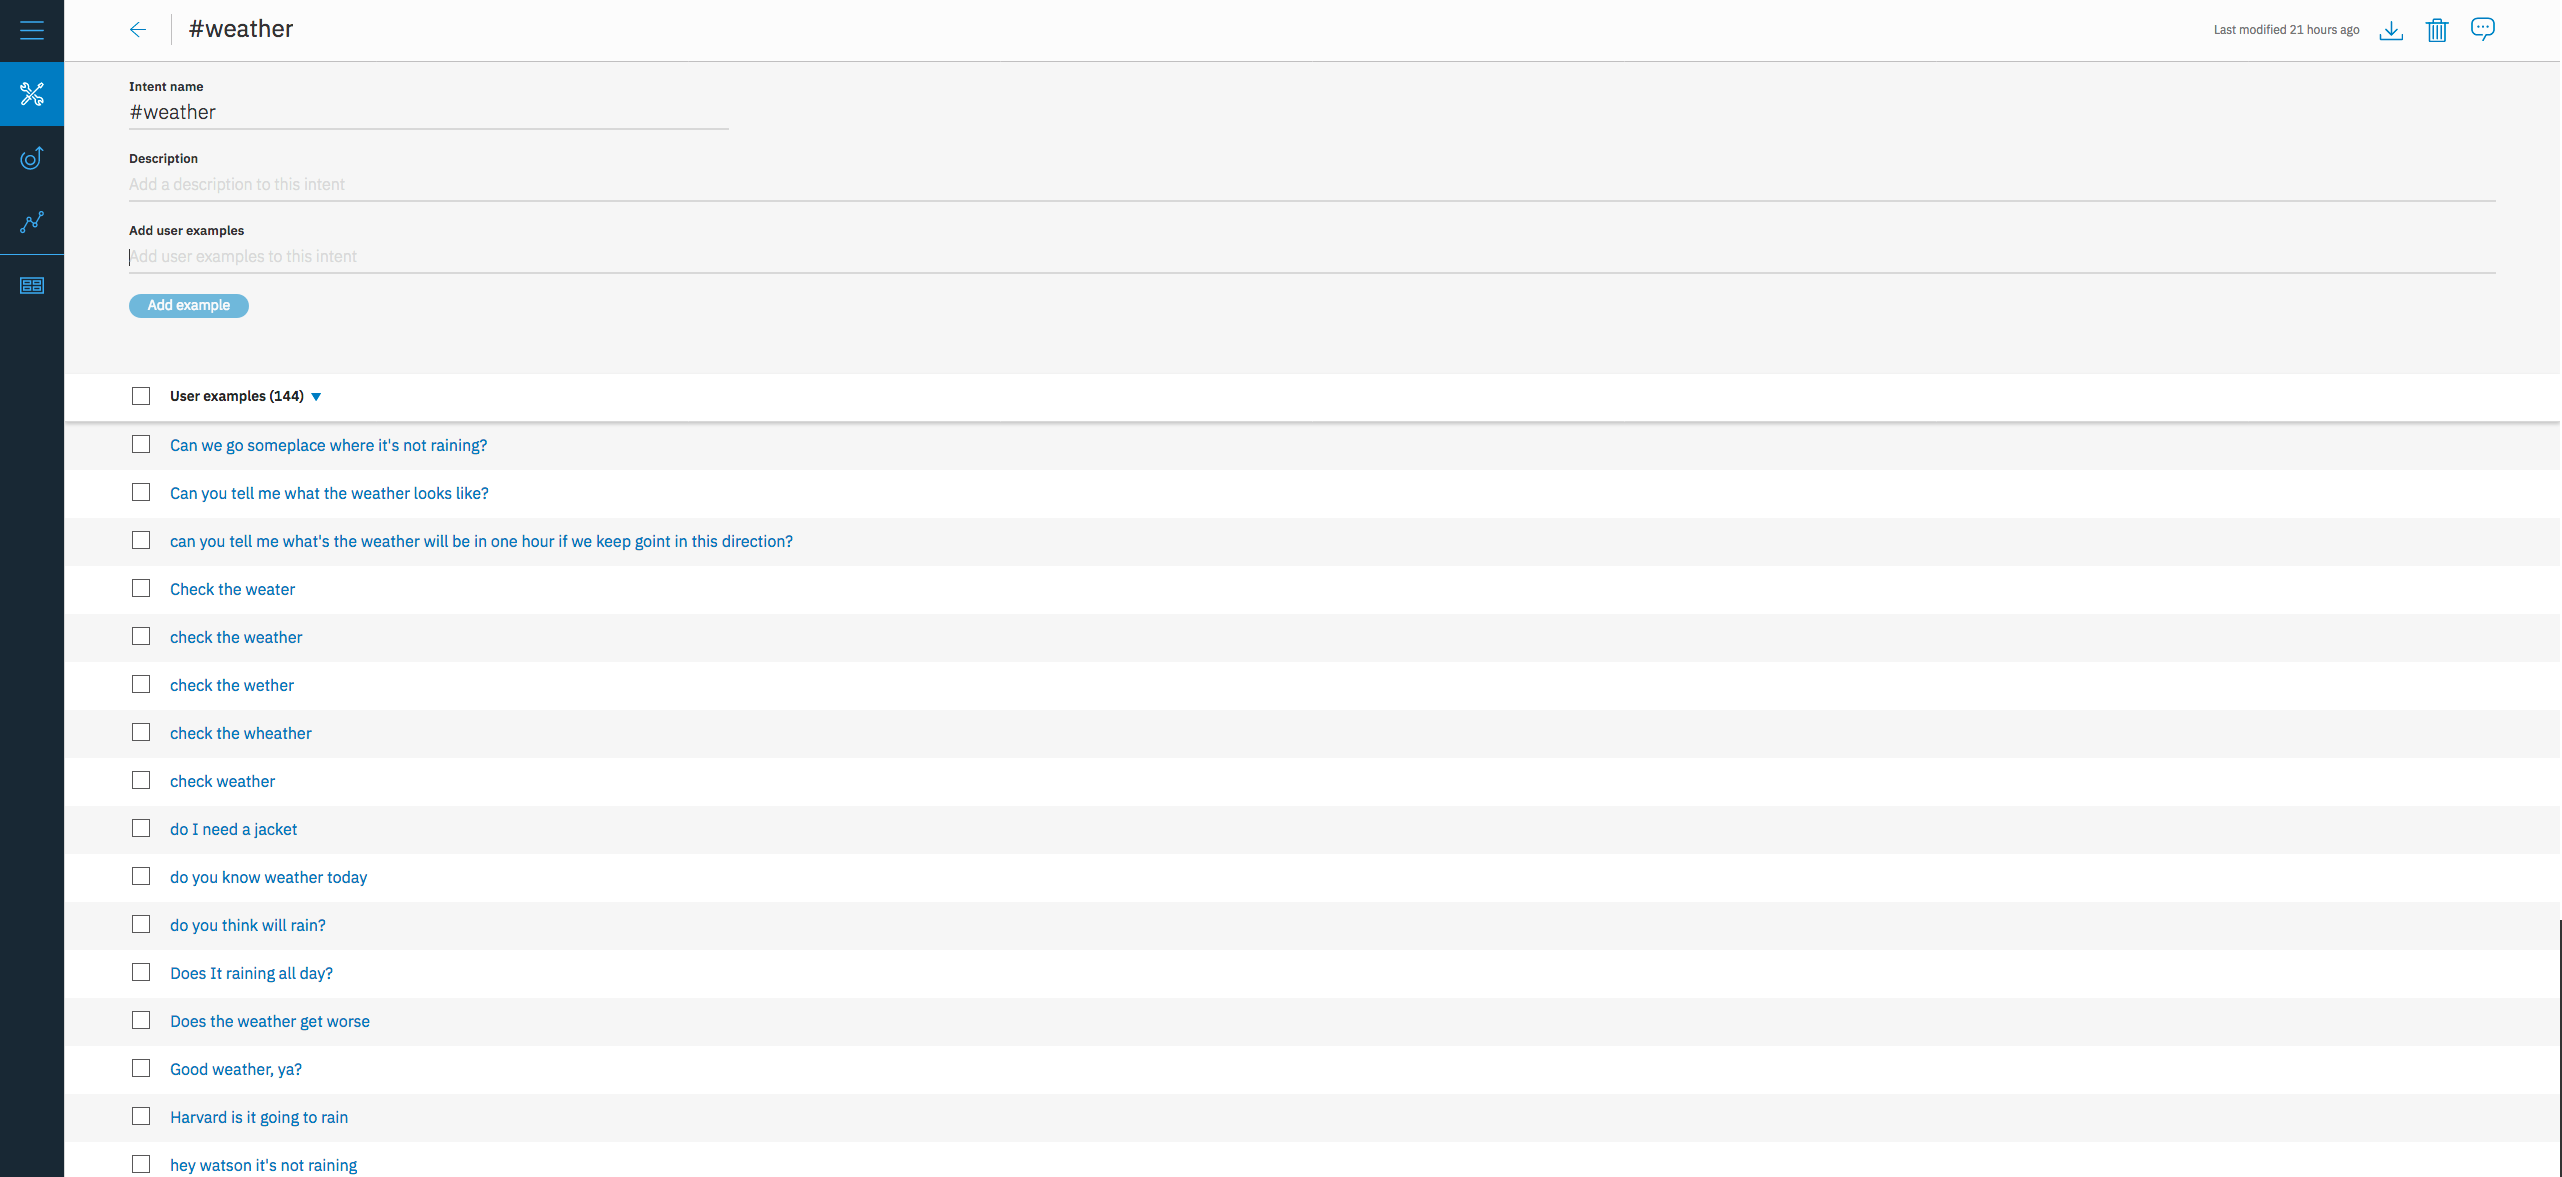 #weather
Last modified 21 hours ago
Intent name
#weather
Description
Add a description to this intent
Add user examples
Add user examples to this intent
Add example
User examples (144)
Can we go someplace where it's not raining?
Can you tell me what the weather looks like?
can you tell me what's the weather will be in one hour if we keep goint in this direction?
Check the weater
check the weather
check the wether
check the wheather
check weather
do I need a jacket
do you know weather today
do you think will rain?
Does It raining all day?
Does the weather get worse
Good weather, ya?
Harvard is it going to rain
hey watson it's not raining